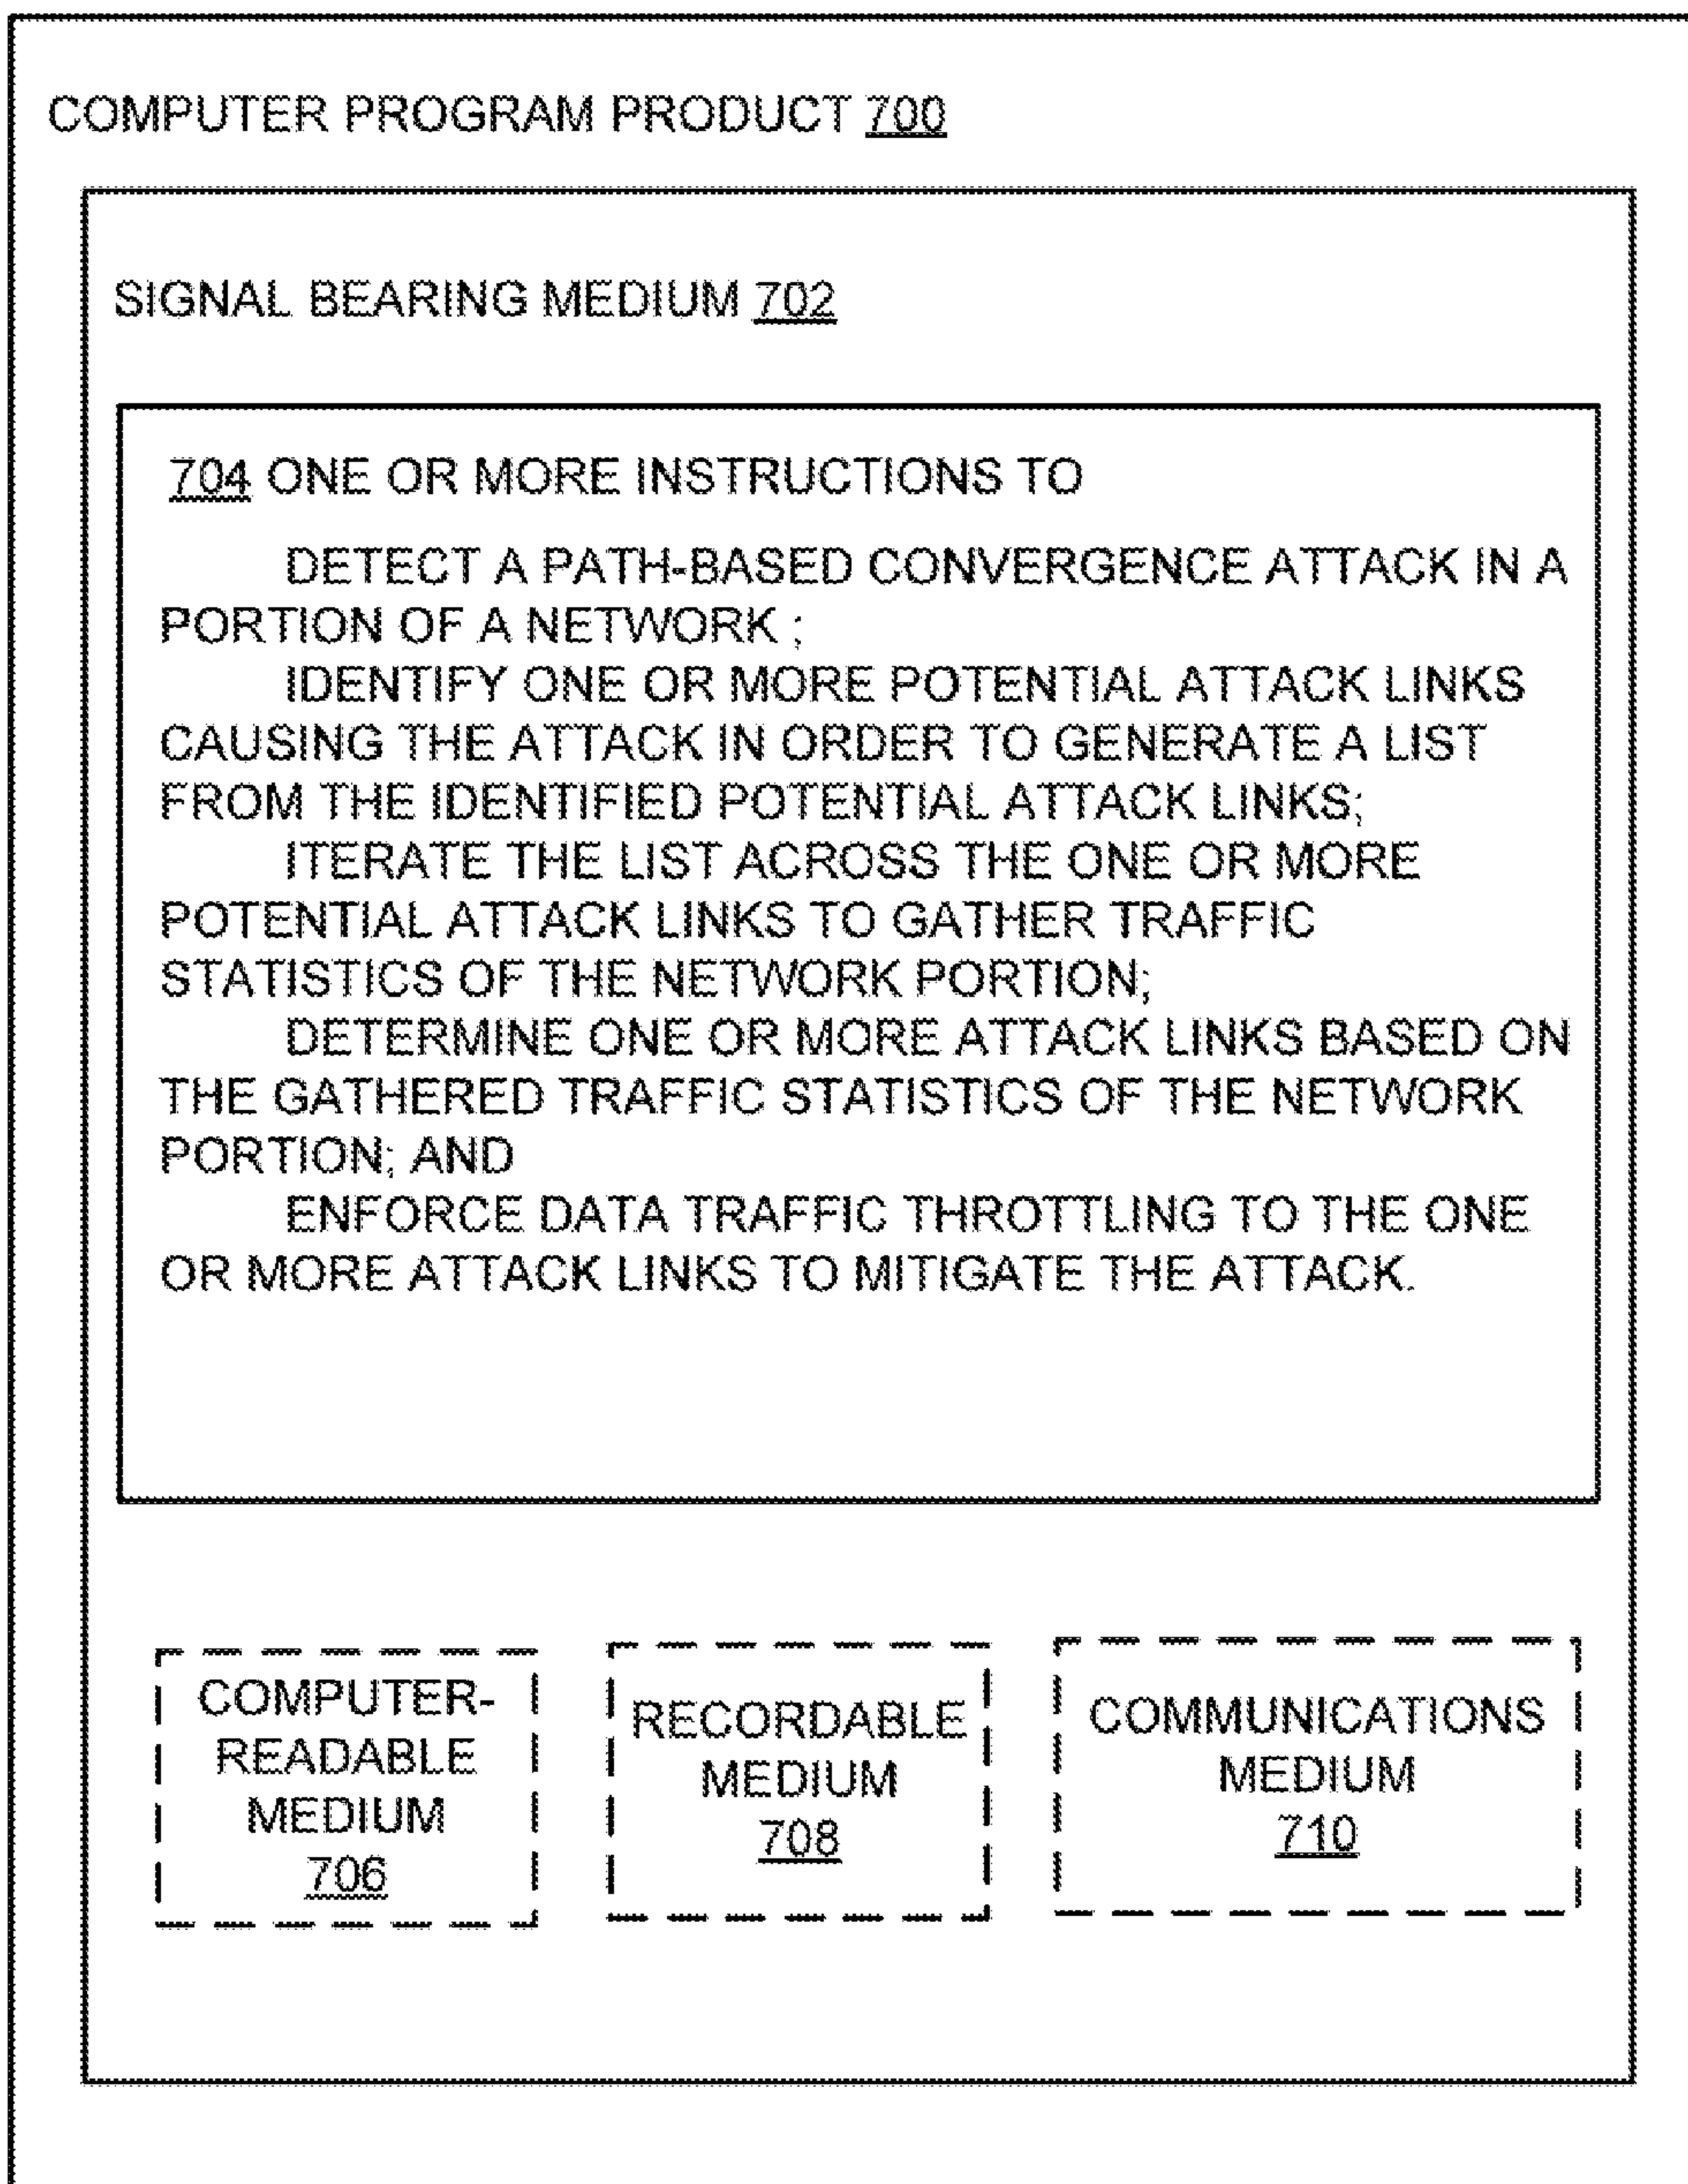 COMPUTER PROGRAM PRODUCT 700
SIGNAL BEARING MEDIUM 702
704 ONE OR MORE INSTRUCTIONS TO
DETECT A PATH-BASED CONVERGENCE ATTACK IN A
PORTION OF A NETWORK ;
IDENTIFY ONE OR MORE POTENTIAL ATTACK LINKS
CAUSING THE ATTACK IN ORDER TO GENERATE A LIST
FROM THE IDENTIFIED POTENTIAL ATTACK LINKS;
ITERATE THE LIST ACROSS THE ONE OR MORE
POTENTIAL ATTACK LINKS TO GATHER TRAFFIC
STATISTICS OF THE NETWORK PORTION;
DETERMINE ONE OR MORE ATTACK LINKS BASED ON
THE GATHERED TRAFFIC STATISTICS OF THE NETWORK
PORTION; AND
ENFORCE DATA TRAFFIC THROTTLING TO THE ONE
OR MORE ATTACK LINKS TO MITIGATE THE ATTACK.
COMPUTER-
READABLE
MEDIUM
706
RECORDABLE
MEDIUM
708
COMMUNICATIONS
MEDIUM
710